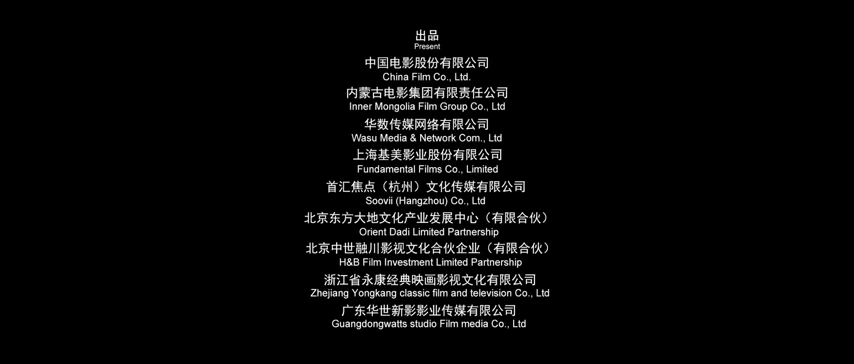 出品
Present
中国电影股份有限公司
China Film Co., Ltd.
内蒙古电影集团有限责任公司
Inner Mongolia Film Group Co., Ltd
华数传媒网络有限公司
Wasu Media & Network Com., Ltd
上海基美影业股份有限公司
Fundamental Films Co., Limited
首汇焦点（杭州）文化传媒有限公司
Soovii (Hangzhou) Co., Ltd
北京东方大地文化产业发展中心（有限合伙）
Orient Dadi Limited Partnership
北京中世融川影视文化合伙企业（有限合伙）
H&B Film Investment Limited Partnership
浙江省永康经典映画影视文化有限公司
Zhejiang Yongkang classic film and television Co., Ltd
广东华世新影影业传媒有限公司
Guangdongwatts studio Film media Co., Ltd